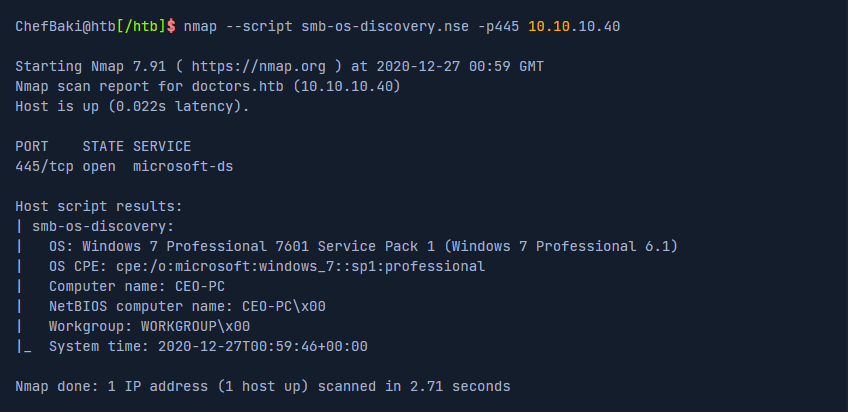 ChefBaki@htb[/htb]$ nmap --script smb-os-discovery.nse -p445 10.10.10.40
Starting Nmap 7.91 ( https://nmap.org ) at 2020-12-27 00:59 GMT
Nmap scan report for doctors.htb (10.10.10.40)
Host is up (0.022s latency).
PORT    STATE SERVICE
445/tcp open  microsoft-ds
Host script results:
| smb-os-discovery:
|   OS: Windows 7 Professional 7601 Service Pack 1 (Windows 7 Professional 6.1)
|   OS CPE: cpe:/o:microsoft:windows_7::sp1:professional
|   Computer name: CEO-PC
|   NetBIOS computer name: CEO-PC\x00
|   Workgroup: WORKGROUP\x00
|_  System time: 2020-12-27T00:59:46+00:00
Nmap done: 1 IP address (1 host up) scanned in 2.71 seconds